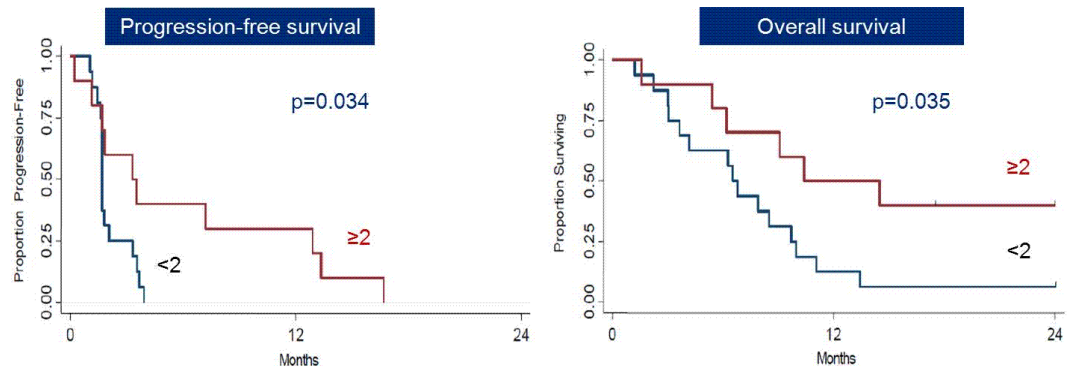 Progression-free survival
Proportion Progression-Free
1.00
0.75
0.50
0.25
0.00
p=0.034
≥2
<2
0
12
24
Months
Overall survival
Proportion Surviving
1.00
0.75
0.50
0.25
0.00
p=0.035
≥2
<2
0
12
24
Months